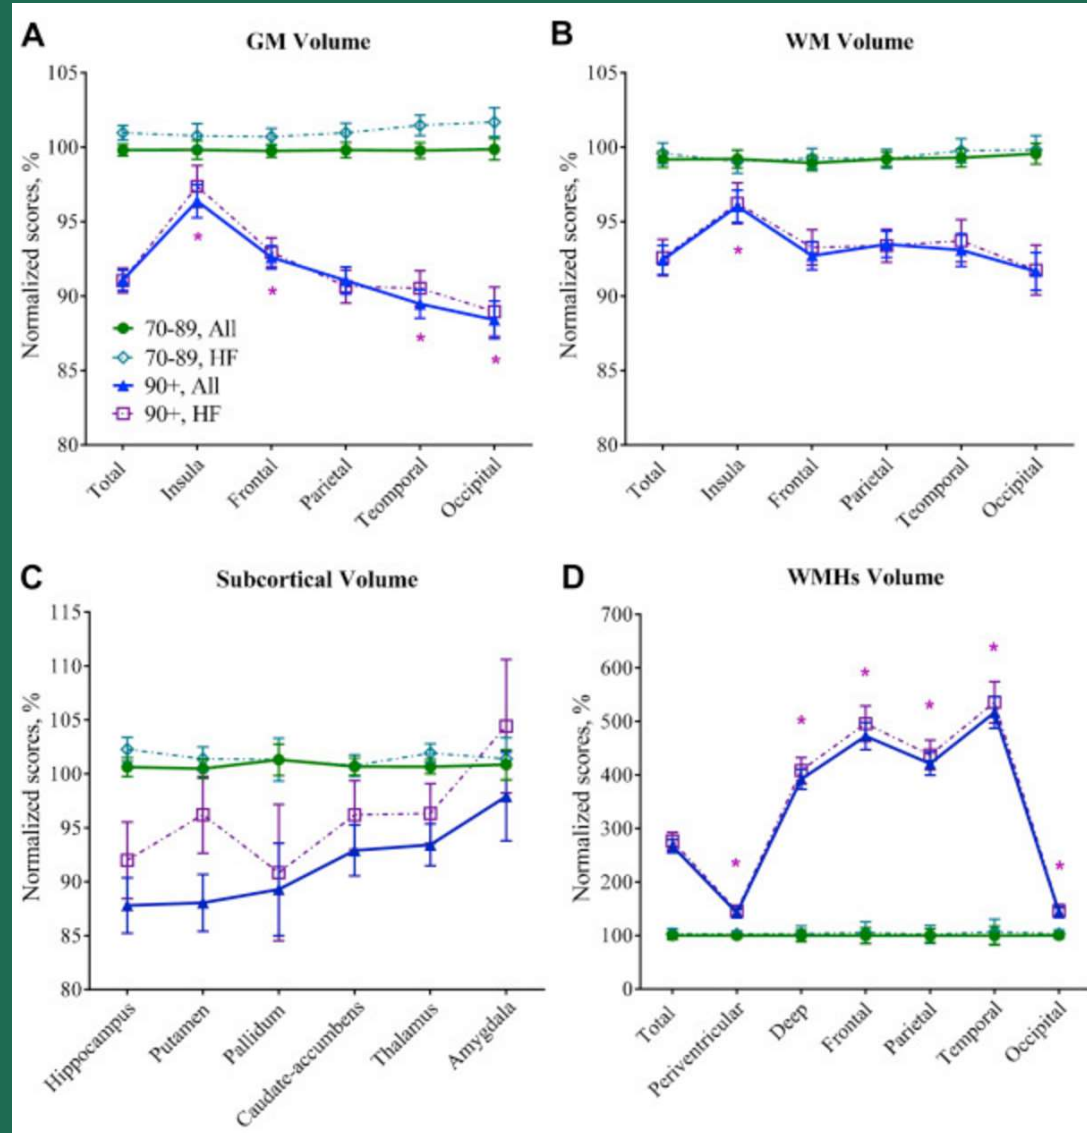 A
GM Volume
Normalized scores, %
105
100
95
90
85
80
70-89, All
70-89, HF
90+, All
90+, HF
*
*
*
*
Total
Insula
Frontal
Parietal
Teomporal
Occipital
B
WM Volume
Normalized scores, %
105
100
95
90
85
80
*
Total
Insula
Frontal
Parietal
Teomporal
Occipital
C
Subcortical Volume
Normalized scores, %
115
110
105
100
95
90
85
80
Hippocampus
Putamen
Pallidum
Caudate-accumbens
Thalamus
Amygdala
D
WMHs Volume
Normalized scores, %
700
600
500
400
300
200
100
0
*
*
*
*
*
*
Total
Periventricular
Deep
Frontal
Parietal
Temporal
Occipital